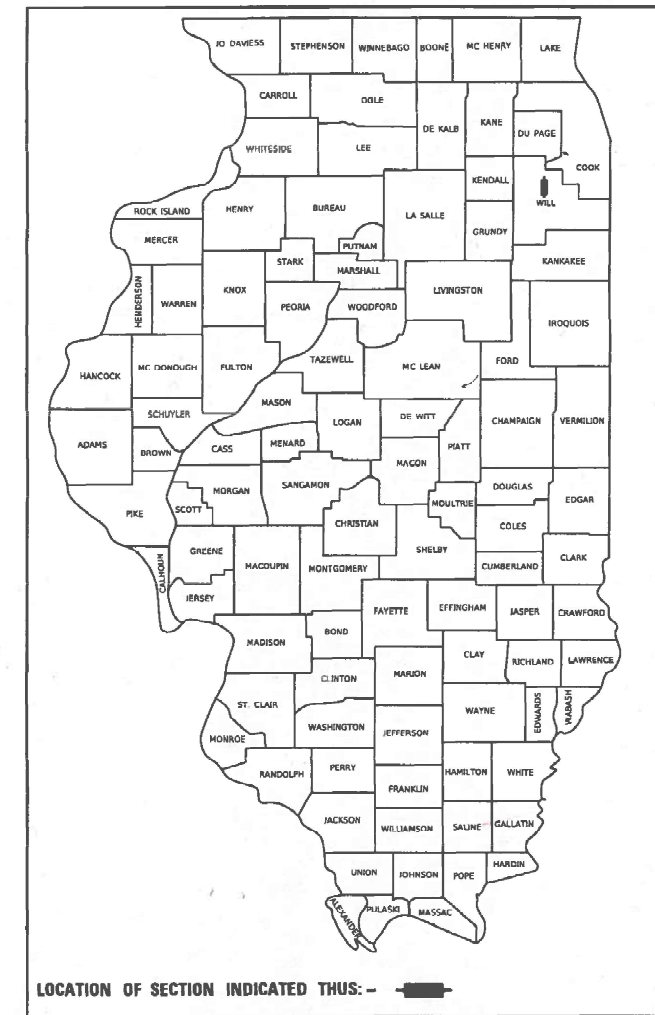 JO DAVIESS STEPHENSON WINNEBAGO BOONE MC HENRY LAKE
CARROLL OGLE DE KALB KANE DU PAGE COOK
WHITESIDE LEE KENDALL WILL
ROCK ISLAND HENRY BUREAU LA SALLE GRUNDY
MERCER PUTNAM KANKAKEE
STARK MARSHALL
HENDERSON WARREN KNOX PEORIA WOODFORD LIVINGSTON IROQUOIS
HANCOCK MC DONOUGH FULTON TAZEWELL MC LEAN FORD
SCHUYLER MASON LOGAN DE WITT CHAMPAIGN VERMILION
ADAMS BROWN CASS MENARD MACON PIATT
PIKE SCOTT MORGAN SANGAMON CHRISTIAN MOULTRIE DOUGLAS EDGAR
COLES
CALHOUN GREENE MACOUPIN MONTGOMERY SHELBY CUMBERLAND CLARK
JERSEY FAYETTE EFFINGHAM JASPER CRAWFORD
MADISON BOND CLAY RICHLAND LAWRENCE
CLINTON MARION
ST. CLAIR WAYNE EDWARDS WABASH
MONROE WASHINGTON JEFFERSON
RANDOLPH PERRY FRANKLIN HAMILTON WHITE
JACKSON WILLIAMSON SALINE GALLATIN
UNION JOHNSON POPE HARDIN
ALEXANDER PULASKI MASSAC
LOCATION OF SECTION INDICATED THUS: -